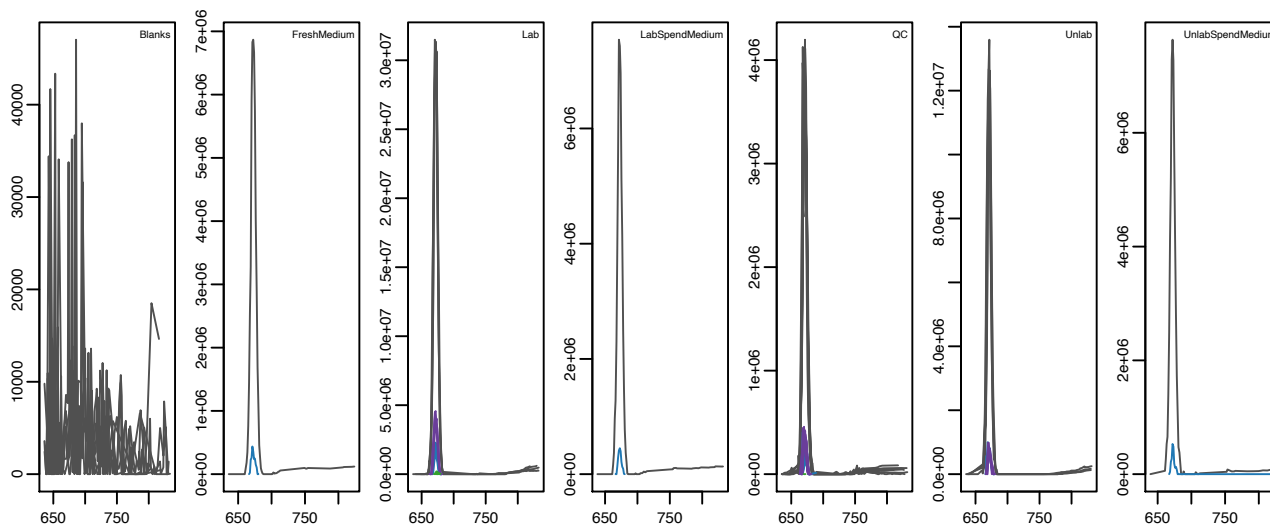 Blanks
0
10000
20000
30000
40000
650
750
FreshMedium
0e+00
1e+06
2e+06
3e+06
4e+06
5e+06
6e+06
7e+06
650
750
Lab
0.0e+00
5.0e+06
1.0e+07
1.5e+07
2.0e+07
2.5e+07
3.0e+07
650
750
LabSpendMedium
0e+00
2e+06
4e+06
6e+06
650
750
QC
0e+00
1e+06
2e+06
3e+06
4e+06
650
750
Unlab
0.0e+00
4.0e+06
8.0e+06
1.2e+07
650
750
UnlabSpendMedium
0e+00
2e+06
4e+06
6e+06
650
750